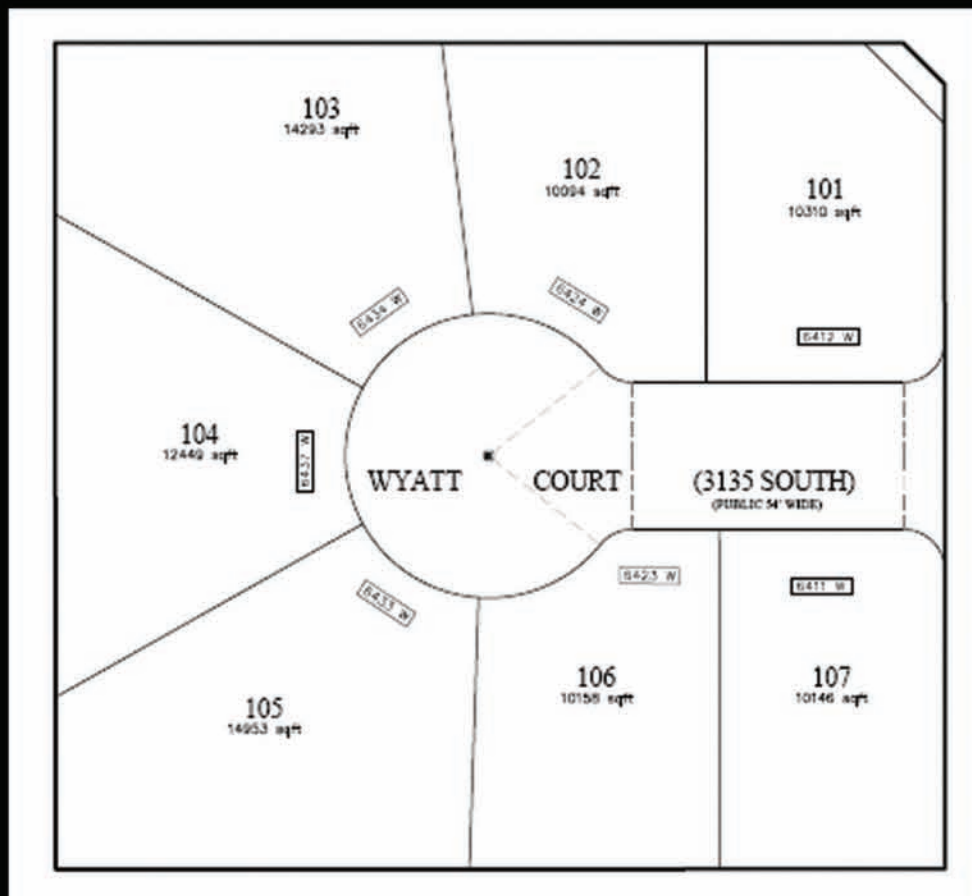 103
14293 sqft
102
10094 sqft
101
10310 sqft
6434 W
6424 W
6412 W
104
12449 sqft
6437 W
WYATT COURT (3135 SOUTH)
(PUBLIC 54' WIDE)
6433 W
6423 W
6411 W
105
14953 sqft
106
10158 sqft
107
10146 sqft